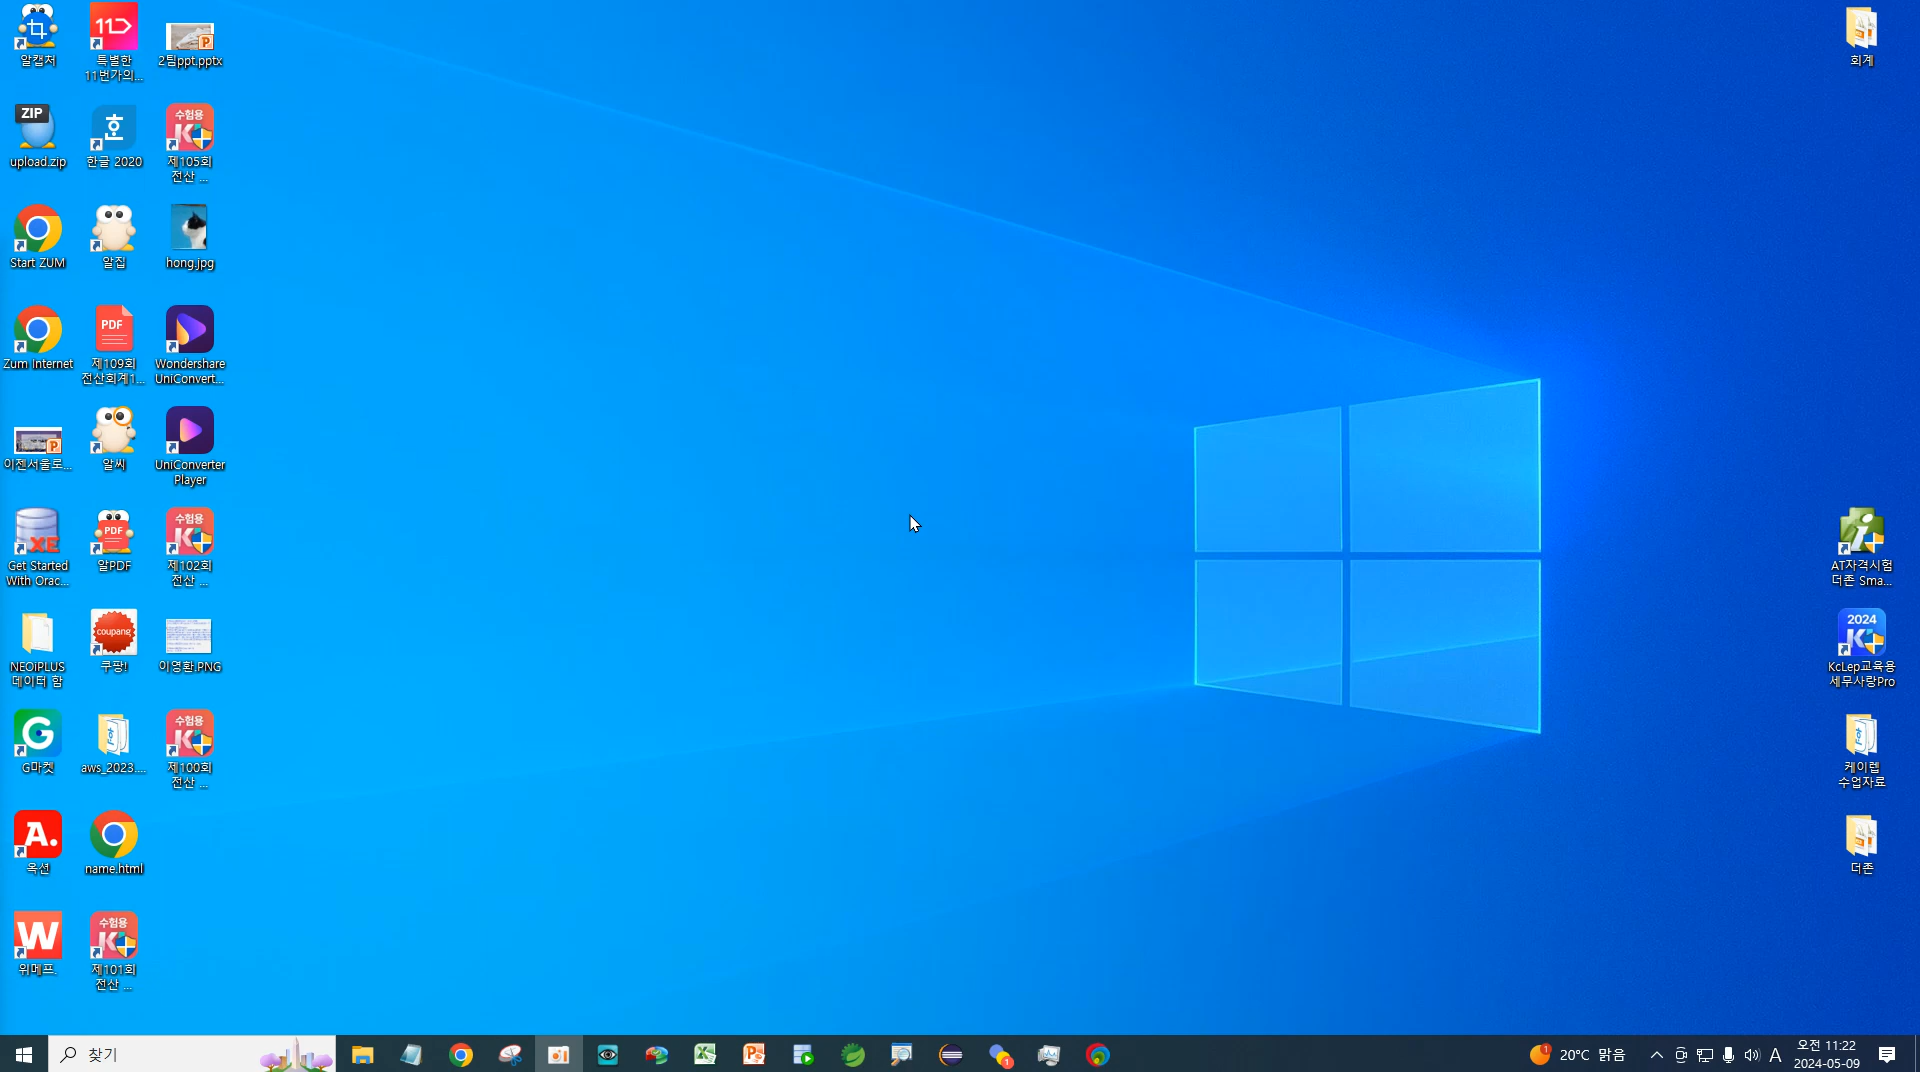 알캡처
특별한
11번가의...
2팀ppt.pptx
회계
ZIP
upload.zip
한글 2020
수험용
제105회
전산 ...
Start ZUM
알집
hong.jpg
Zum Internet
PDF
제109회
전산회계1...
Wondershare
UniConvert...
이젠서울로...
알씨
UniConverter
Player
XE
Get Started
With Orac...
PDF
알PDF
수험용
제102회
전산 ...
AT자격시험
더존 Sma...
NEOiPLUS
데이터 함
coupang
쿠팡!
이영환.PNG
2024
KcLep교육용
세무사랑Pro
G마켓
aws_2023....
수험용
제100회
전산 ...
케이렙
수업자료
A.
옥션
name.html
더존
W
위메프.
수험용
제101회
전산 ...
찾기
20°C 맑음
A
오전 11:22
2024-05-09